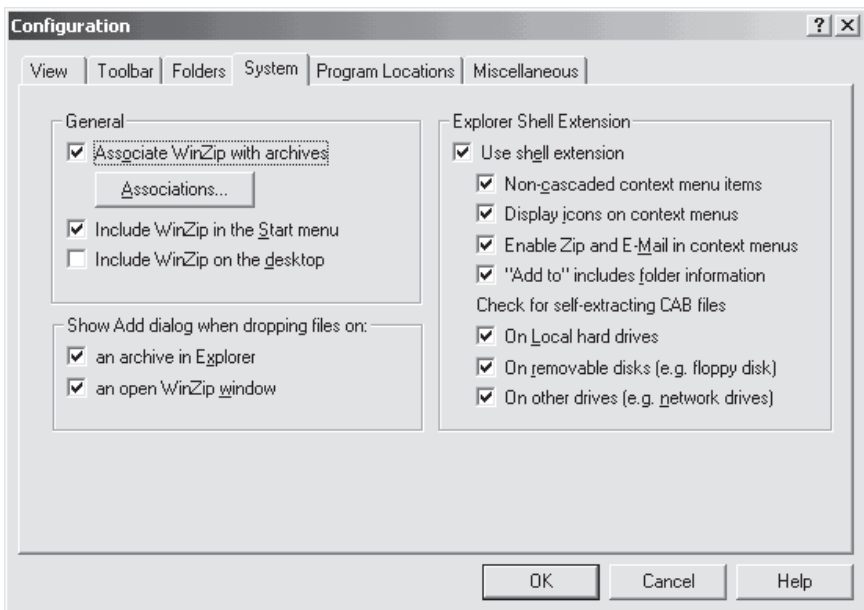 Configuration
View
Toolbar
Folders
System
Program Locations
Miscellaneous
General
Associate WinZip with archives
Associations...
Include WinZip in the Start menu
Include WinZip on the desktop
Show Add dialog when dropping files on:
an archive in Explorer
an open WinZip window
Explorer Shell Extension
Use shell extension
Non-cascaded context menu items
Display icons on context menus
Enable Zip and E-Mail in context menus
"Add to" includes folder information
Check for self-extracting CAB files
On Local hard drives
On removable disks (e.g. floppy disk)
On other drives (e.g. network drives)
OK
Cancel
Help